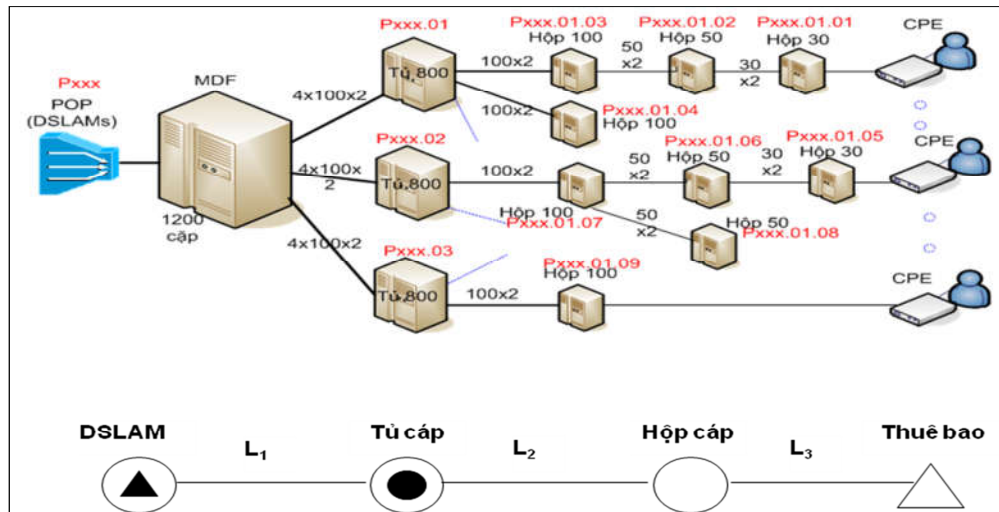 Pxxx
POP
(DSLAMs)
MDF
1200
cặp
4x100x2
4x100x
2
4x100x2
Pxxx.01
Tủ 800
100x2
100x2
Pxxx.01.03
Hộp 100
50
x2
Pxxx.01.02
Hộp 50
30
x2
Pxxx.01.01
Hộp 30
CPE
Pxxx.01.04
Hộp 100
Pxxx.02
Tủ 800
100x2
Hộp 100
Pxxx.01.07
50
x2
Pxxx.01.06
Hộp 50
30
x2
Pxxx.01.05
Hộp 30
CPE
50
x2
Hộp 50
Pxxx.01.08
Pxxx.03
Tủ 800
100x2
Pxxx.01.09
Hộp 100
CPE
DSLAM
L1
Tủ cáp
L2
Hộp cáp
L3
Thuê bao